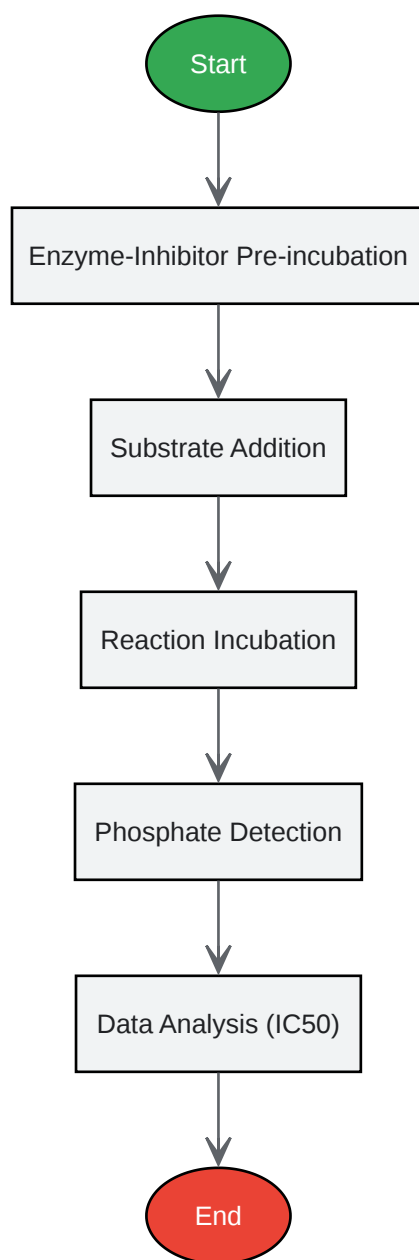 Start
Enzyme-Inhibitor Pre-incubation
Substrate Addition
Reaction Incubation
Phosphate Detection
Data Analysis (IC50)
End